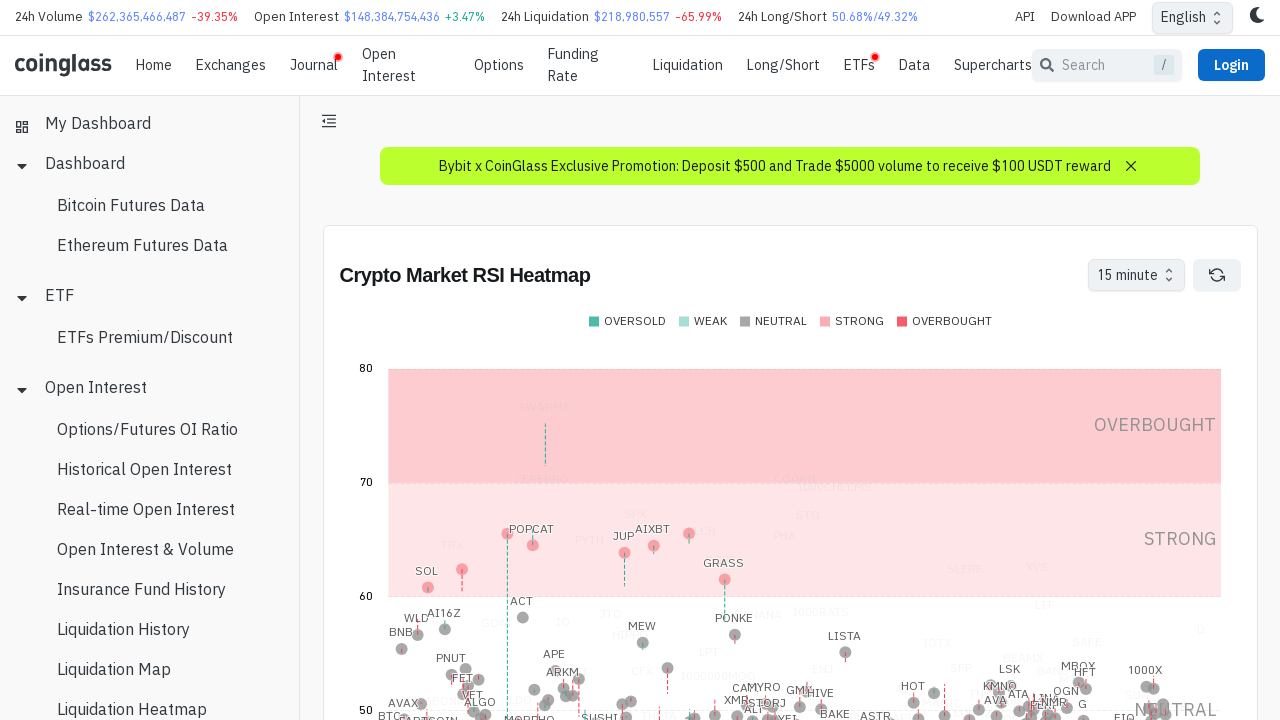 24h Volume $262,365,466,487 -39.35% Open Interest $148,384,754,436 +3.47% 24h Liquidation $218,980,557 -65.99% 24h Long/Short 50.68%/49.32% API Download APP English
coinglass Home Exchanges Journal Open Interest Options Funding Rate Liquidation Long/Short ETFs Data Supercharts Search / Login
My Dashboard
Dashboard
Bitcoin Futures Data
Ethereum Futures Data
ETF
ETFs Premium/Discount
Open Interest
Options/Futures OI Ratio
Historical Open Interest
Real-time Open Interest
Open Interest & Volume
Insurance Fund History
Liquidation History
Liquidation Map
Liquidation Heatmap
Bybit x CoinGlass Exclusive Promotion: Deposit $500 and Trade $5000 volume to receive $100 USDT reward
Crypto Market RSI Heatmap
15 minute
OVERSOLD WEAK NEUTRAL STRONG OVERBOUGHT
80
OVERBOUGHT
70
POPCAT
JUP AIXBT
STRONG
GRASS
SOL
60
ACT
WLD AI16Z
PONKE
BNB
MEW
LISTA
PNUT
APE
ARKM
FET
LSK
MBOX
HFT
1000X
HOT
KMNO
VET
ALGO
MYRO
GMT
HIVE
AVAX
XMR
STORJ
AVA
ATA
OGN
G
50
NEUTRAL
BTC
MORPHO
SUSHI
BAKE
ASTR